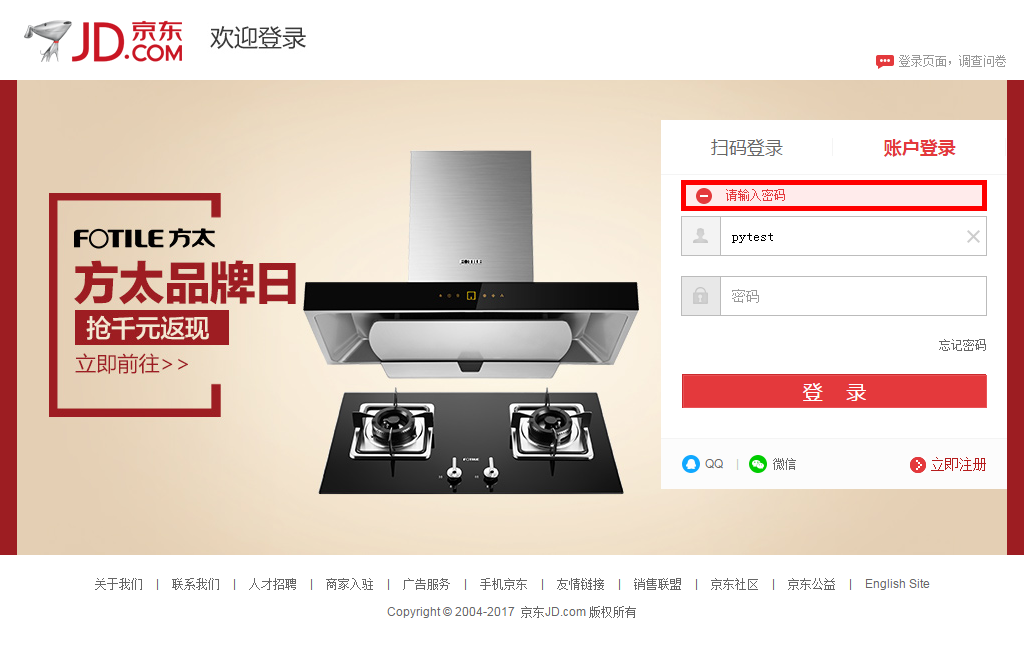 JD.COM 京东
欢迎登录
登录页面，调查问卷
FOTILE 方太
方太品牌日
抢千元返现
立即前往>>
FOTILE
FOTILE
扫码登录
账户登录
请输入密码
pytest
密码
忘记密码
登 录
QQ | 微信
立即注册
关于我们 | 联系我们 | 人才招聘 | 商家入驻 | 广告服务 | 手机京东 | 友情链接 | 销售联盟 | 京东社区 | 京东公益 | English Site
Copyright © 2004-2017 京东JD.com 版权所有